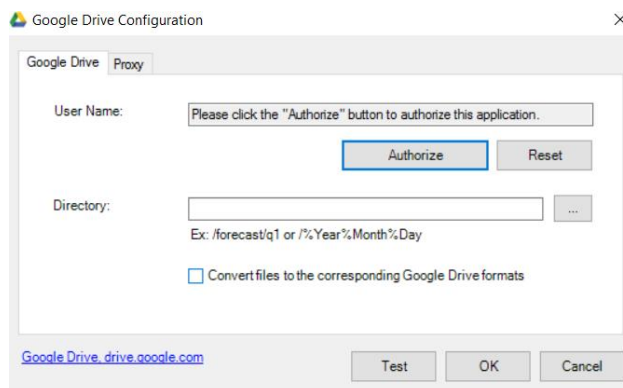 Google Drive Configuration
Google Drive Proxy
User Name: Please click the "Authorize" button to authorize this application.
Authorize Reset
Directory: ...
Ex: /forecast/q1 or /%Year%Month%Day
Convert files to the corresponding Google Drive formats
Google Drive, drive.google.com Test OK Cancel